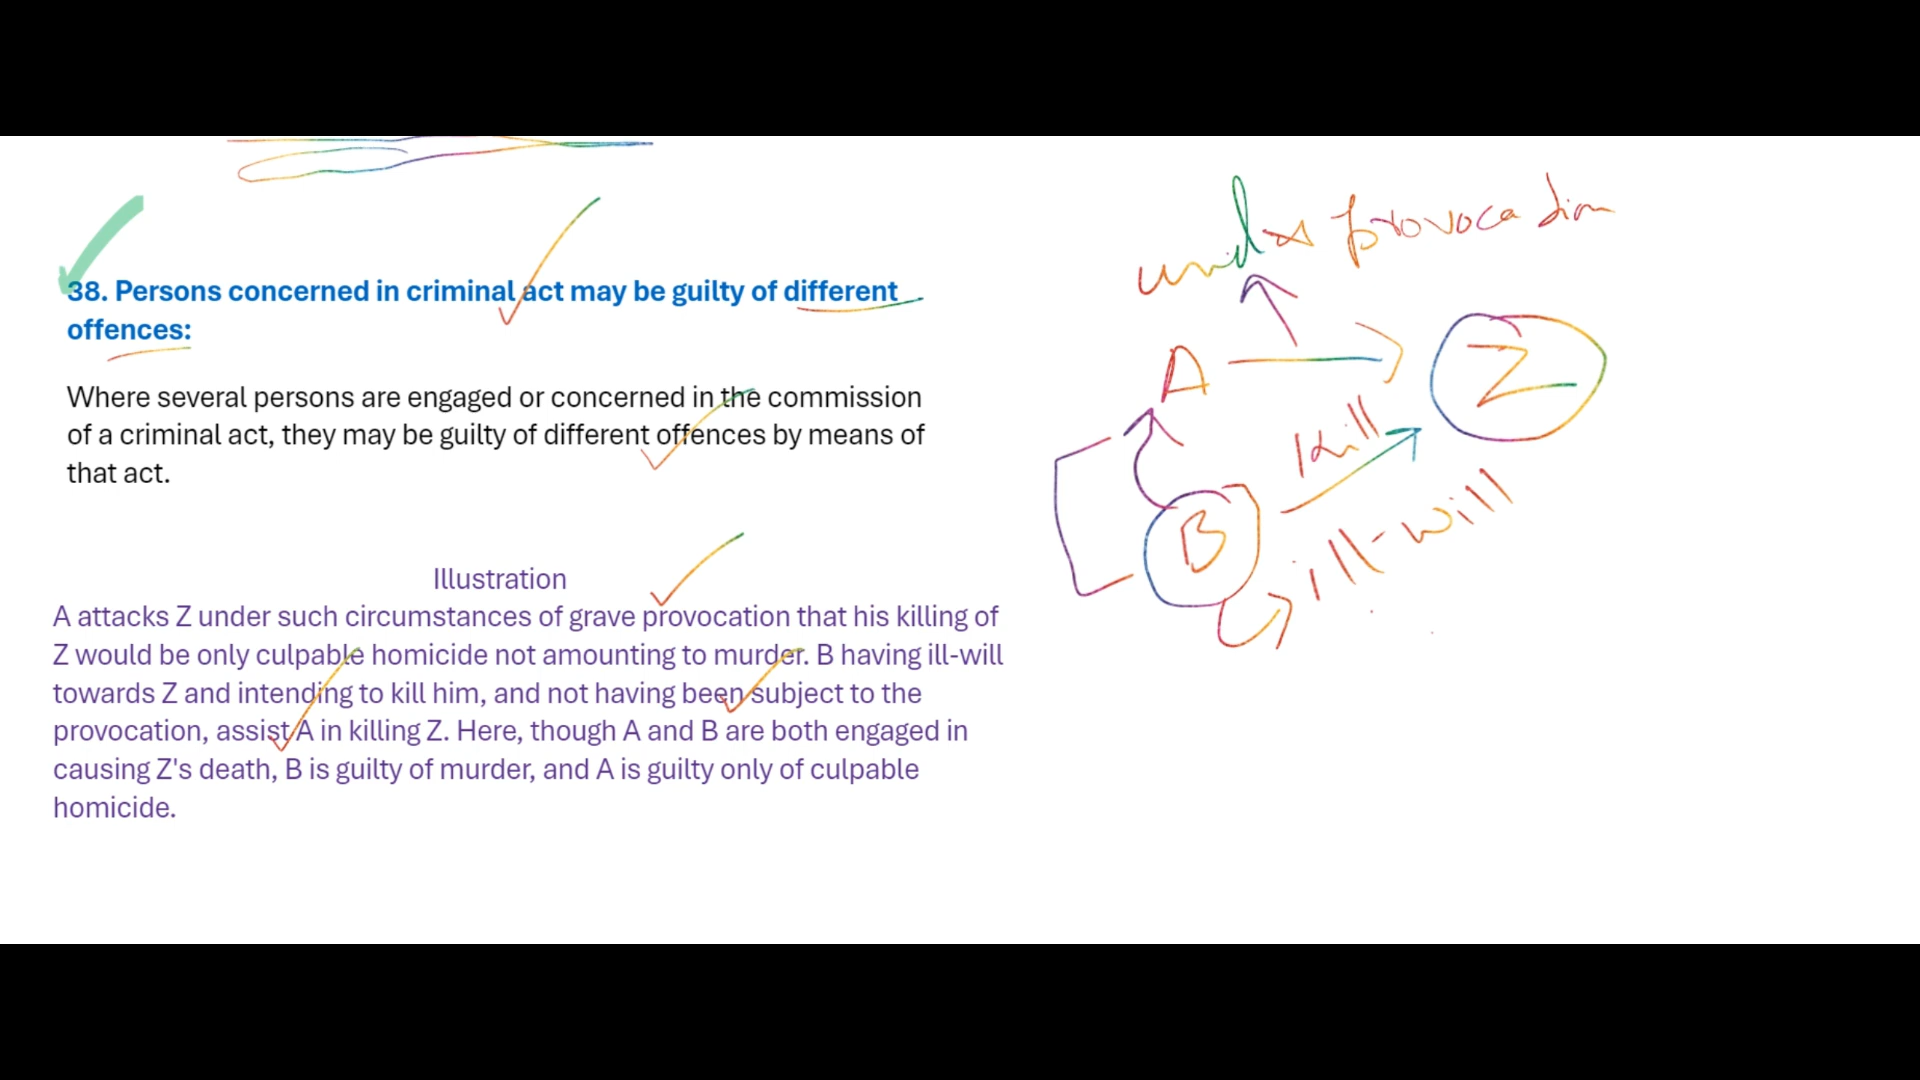 38. Persons concerned in criminal act may be guilty of different
offences:
Where several persons are engaged or concerned in the commission
of a criminal act, they may be guilty of different offences by means of
that act.
Illustration
A attacks Z under such circumstances of grave provocation that his killing of
Z would be only culpable homicide not amounting to murder. B having ill-will
towards Z and intending to kill him, and not having been subject to the
provocation, assist A in killing Z. Here, though A and B are both engaged in
causing Z's death, B is guilty of murder, and A is guilty only of culpable
homicide.
under provocation
A
Z
Kill
B
ill-will